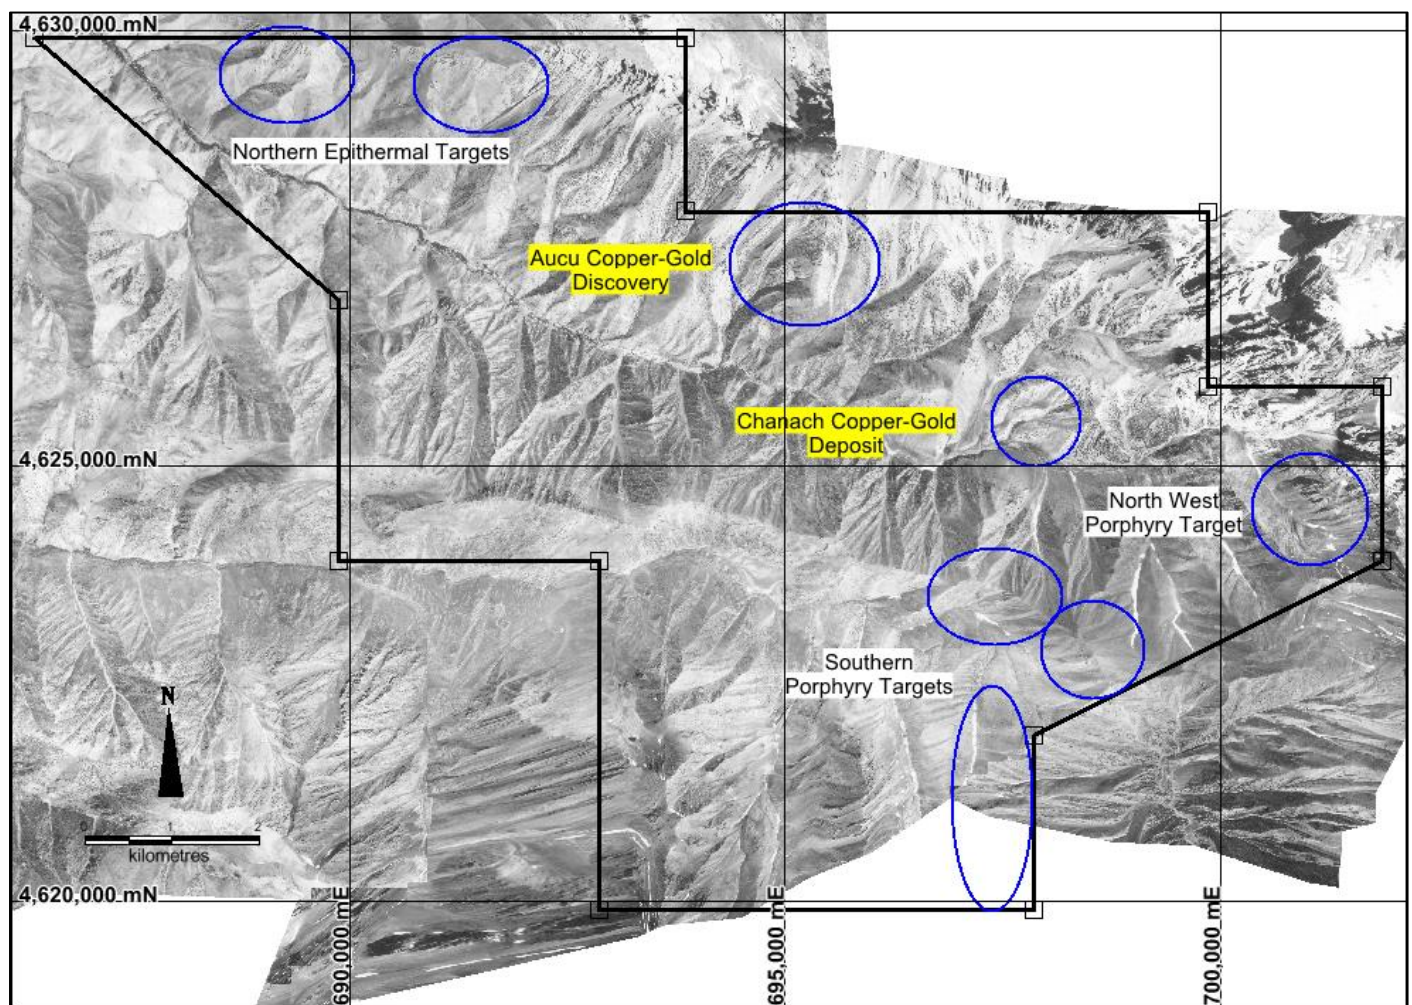 4,630,000 mN
Northern Epithermal Targets
Aucu Copper-Gold
Discovery
Chanach Copper-Gold
Deposit
4,625,000 mN
North West
Porphyry Target
Southern
Porphyry Targets
N
0 1 2
kilometres
4,620,000 mN
690,000 mE
695,000 mE
700,000 mE